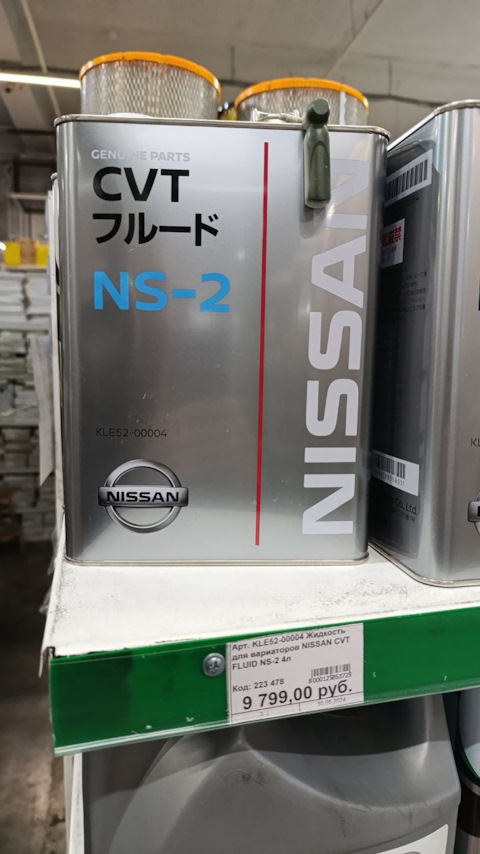 GENUINE PARTS
CVT
フルード
NS-2
NISSAN
KLE52-00004
NISSAN
Арт. KLE52-00004 Жидкость
для вариаторов NISSAN CVT
FLUID NS-2 4л
Код: 223 478
9 799,00 руб.